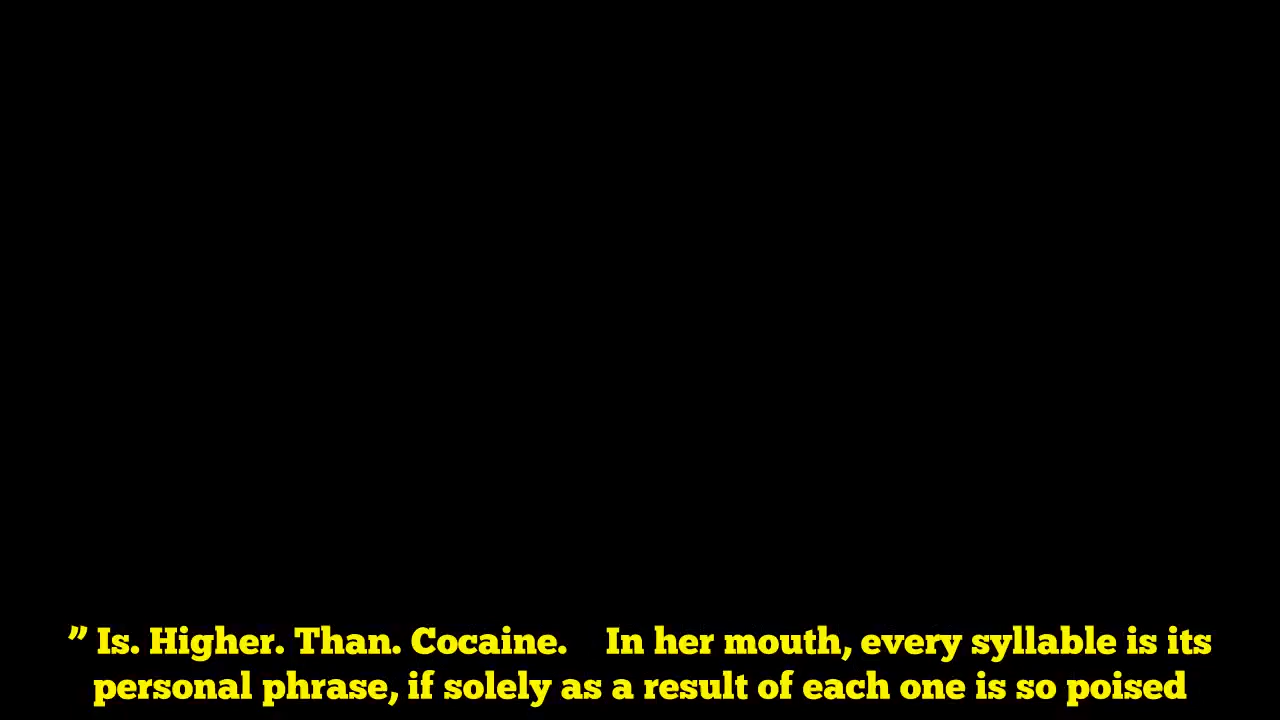 ” Is. Higher. Than. Cocaine.    In her mouth, every syllable is its
personal phrase, if solely as a result of each one is so poised